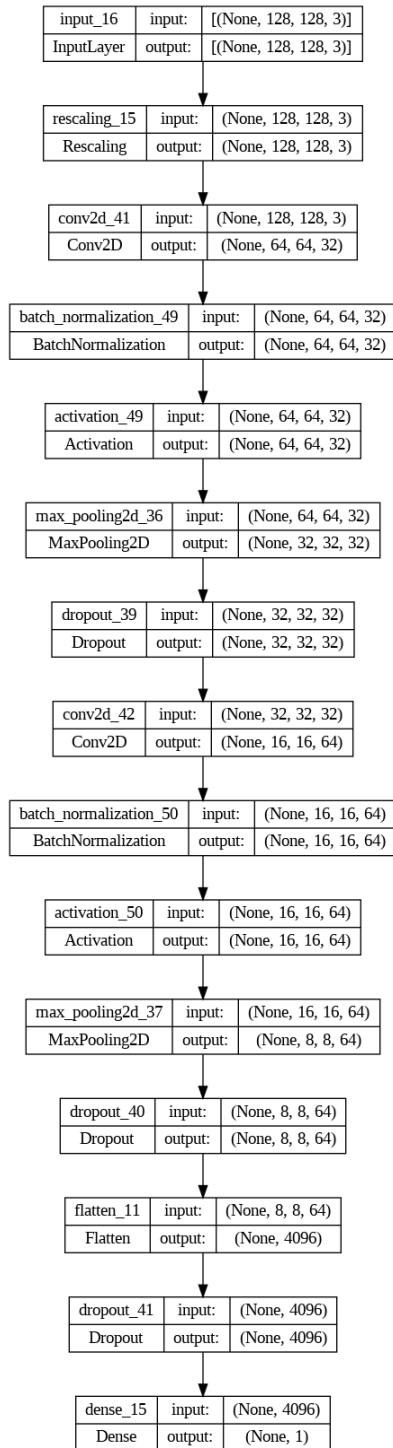 input_16 input: [(None, 128, 128, 3)]
InputLayer output: [(None, 128, 128, 3)]
rescaling_15 input: (None, 128, 128, 3)
Rescaling output: (None, 128, 128, 3)
conv2d_41 input: (None, 128, 128, 3)
Conv2D output: (None, 64, 64, 32)
batch_normalization_49 input: (None, 64, 64, 32)
BatchNormalization output: (None, 64, 64, 32)
activation_49 input: (None, 64, 64, 32)
Activation output: (None, 64, 64, 32)
max_pooling2d_36 input: (None, 64, 64, 32)
MaxPooling2D output: (None, 32, 32, 32)
dropout_39 input: (None, 32, 32, 32)
Dropout output: (None, 32, 32, 32)
conv2d_42 input: (None, 32, 32, 32)
Conv2D output: (None, 16, 16, 64)
batch_normalization_50 input: (None, 16, 16, 64)
BatchNormalization output: (None, 16, 16, 64)
activation_50 input: (None, 16, 16, 64)
Activation output: (None, 16, 16, 64)
max_pooling2d_37 input: (None, 16, 16, 64)
MaxPooling2D output: (None, 8, 8, 64)
dropout_40 input: (None, 8, 8, 64)
Dropout output: (None, 8, 8, 64)
flatten_11 input: (None, 8, 8, 64)
Flatten output: (None, 4096)
dropout_41 input: (None, 4096)
Dropout output: (None, 4096)
dense_15 input: (None, 4096)
Dense output: (None, 1)